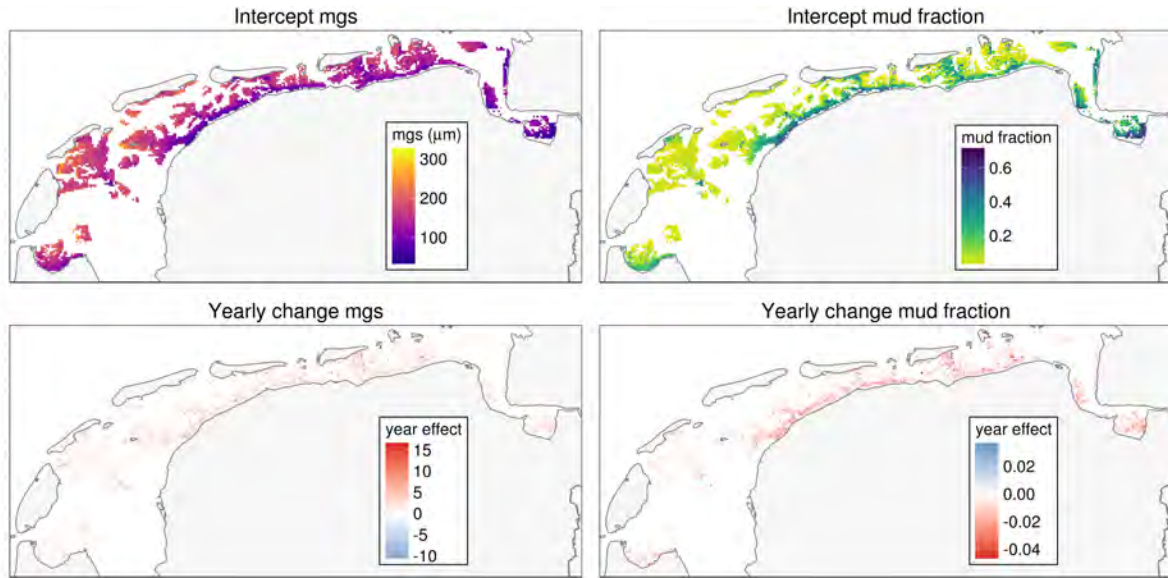 Intercept mgs
mgs (μm)
300
200
100
Intercept mud fraction
mud fraction
0.6
0.4
0.2
Yearly change mgs
year effect
15
10
5
0
-5
-10
Yearly change mud fraction
year effect
0.02
0.00
-0.02
-0.04